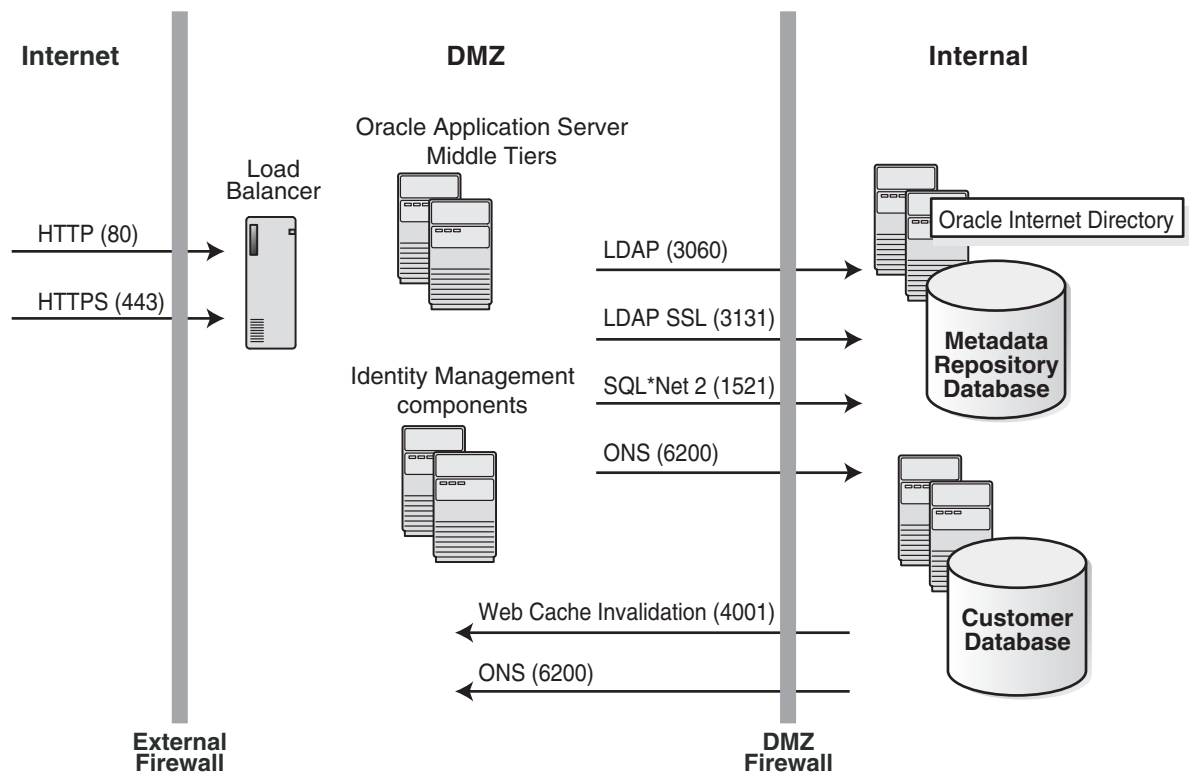 Internet
DMZ
Internal
Oracle Application Server
Middle Tiers
Load
Balancer
HTTP (80)
HTTPS (443)
LDAP (3060)
Oracle Internet Directory
LDAP SSL (3131)
Metadata
Repository
Database
Identity Management
components
SQL*Net 2 (1521)
ONS (6200)
Web Cache Invalidation (4001)
Customer
Database
ONS (6200)
External
Firewall
DMZ
Firewall